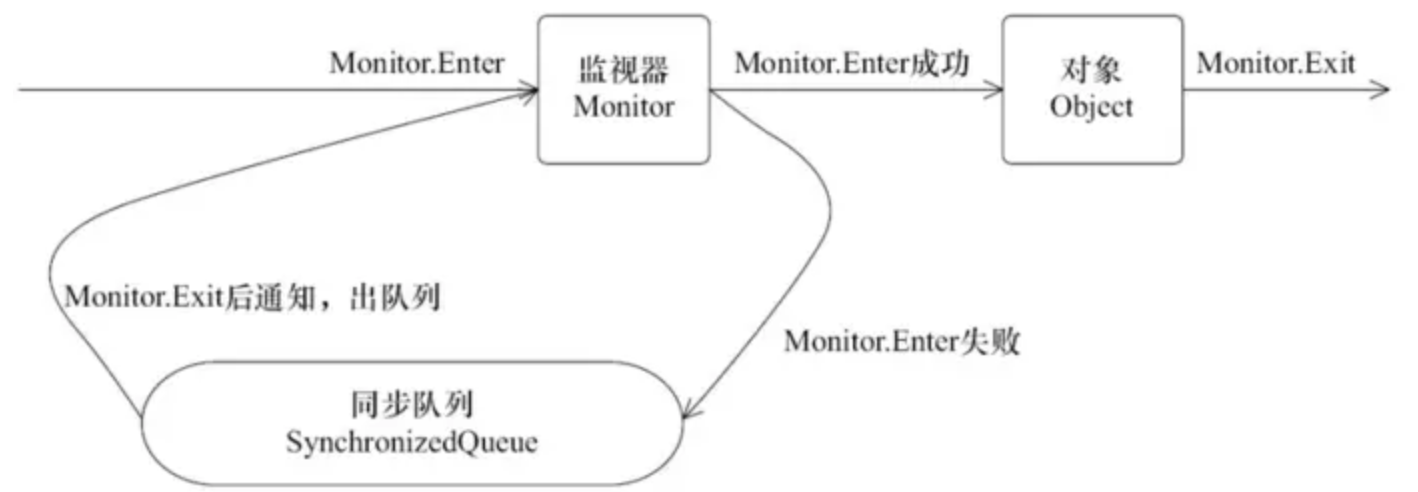 Monitor.Enter
监视器
Monitor
Monitor.Enter成功
对象
Object
Monitor.Exit
Monitor.Exit后通知，出队列
Monitor.Enter失败
同步队列
SynchronizedQueue